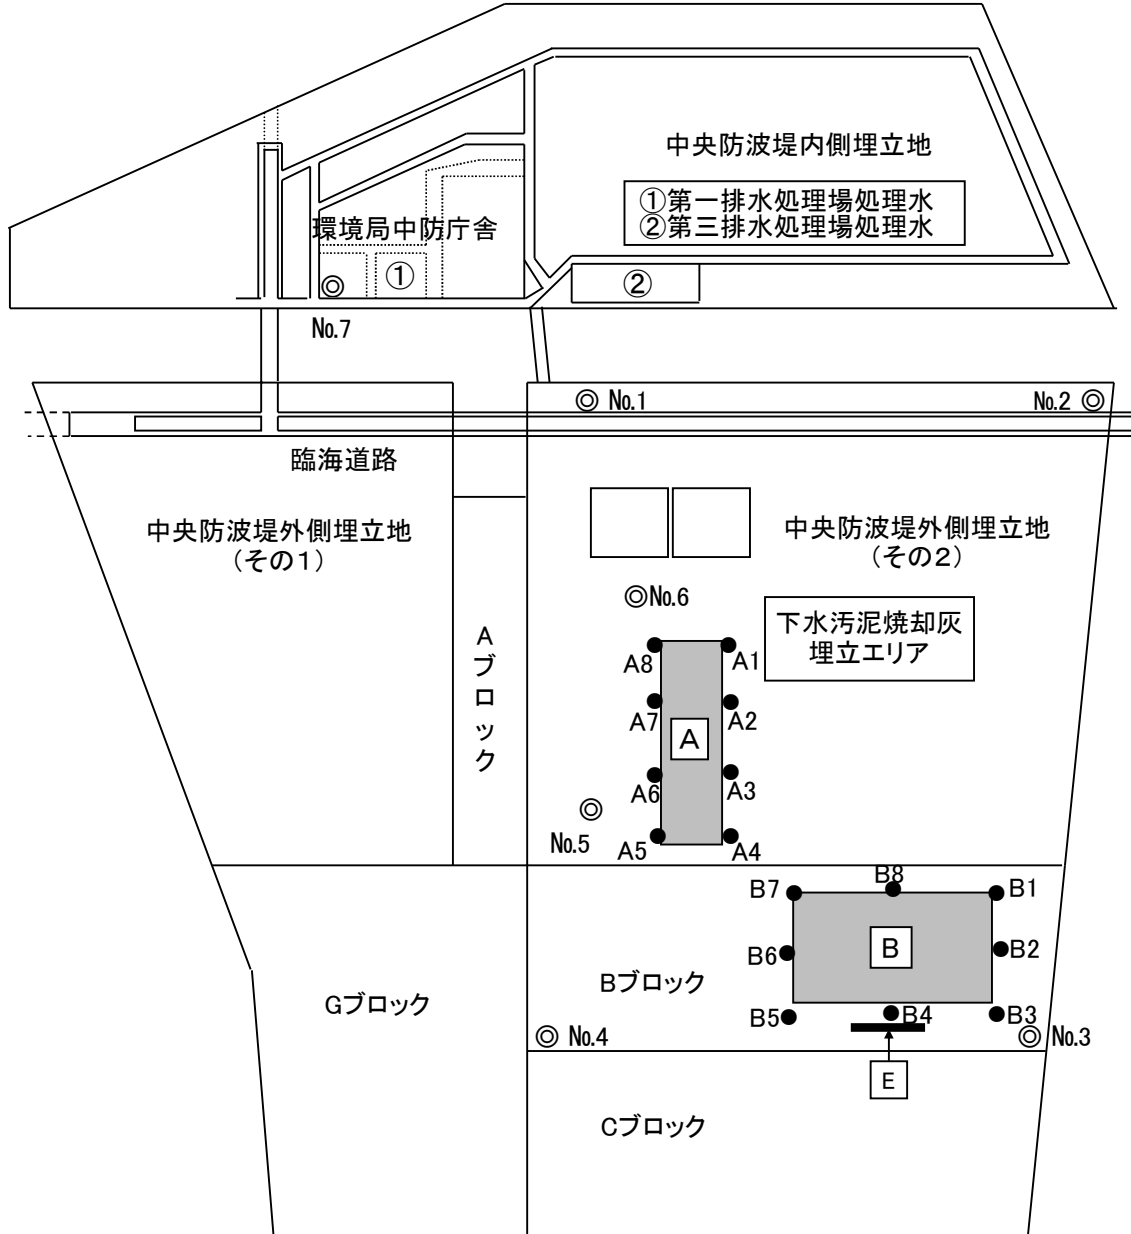 中央防波堤内側埋立地
①第一排水処理場処理水
②第三排水処理場処理水
環境局中防庁舎
①
②
No.7
No.1
No.2
臨海道路
中央防波堤外側埋立地
(その1)
中央防波堤外側埋立地
(その2)
No.6
下水汚泥焼却灰
埋立エリア
Aブロック
A8
A1
A7
A2
A
A6
A3
No.5
A5
A4
B7
B8
B1
B6
B
B2
Gブロック
Bブロック
B5
B4
B3
No.4
No.3
E
Cブロック